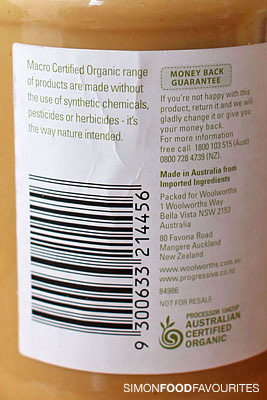 Macro Certified Organic range
of products are made without
the use of synthetic chemicals,
pesticides or herbicides - it's
the way nature intended.
9 300633 214456
MONEY BACK
GUARANTEE
If you're not happy with this
product, return it and we will
gladly change it or give you
your money back.
For more information
free call 1800 103 515 (Aust)
0800 728 4739 (NZ).
Made in Australia from
Imported Ingredients
Packed for Woolworths
1 Woolworths Way
Bella Vista NSW 2153
Australia
80 Favona Road
Mangere Auckland
New Zealand
www.woolworths.com.au
www.progressive.co.nz
84986
NOT FOR RESALE
PROCESSOR 10425P
AUSTRALIAN
CERTIFIED
ORGANIC
SIMONFOODFAVOURITES